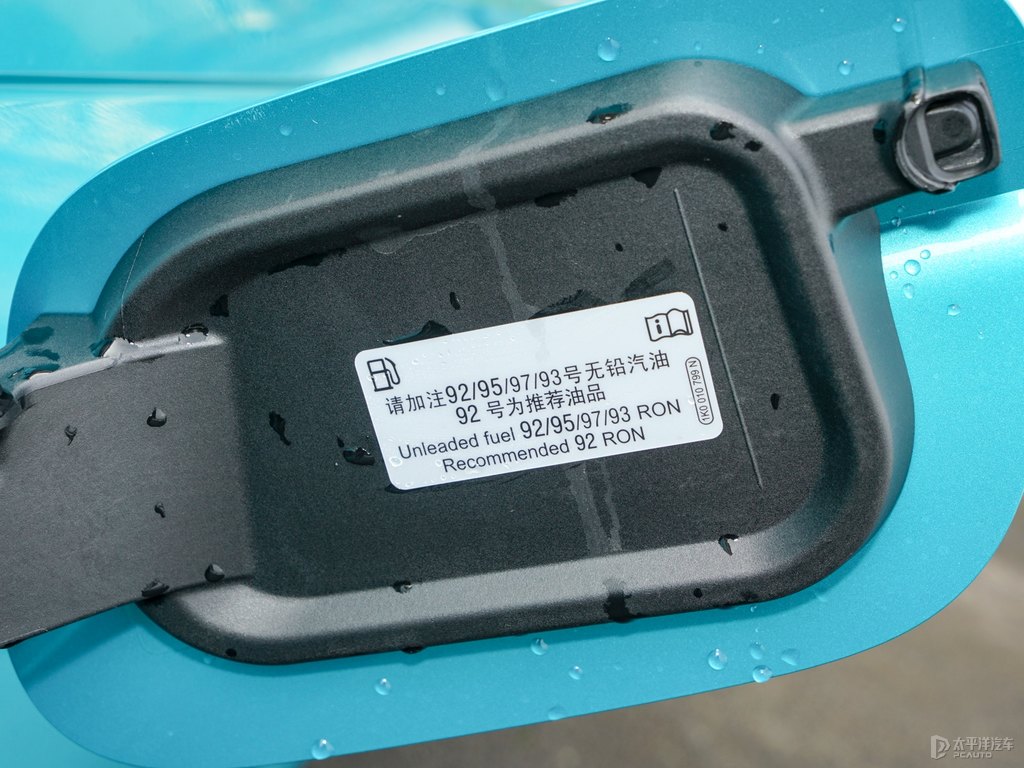 请加注92/95/97/93号无铅汽油
92 号为推荐油品
Unleaded fuel 92/95/97/93 RON
Recommended 92 RON
1K0 010 799 N
太平洋汽车
PCAUTO